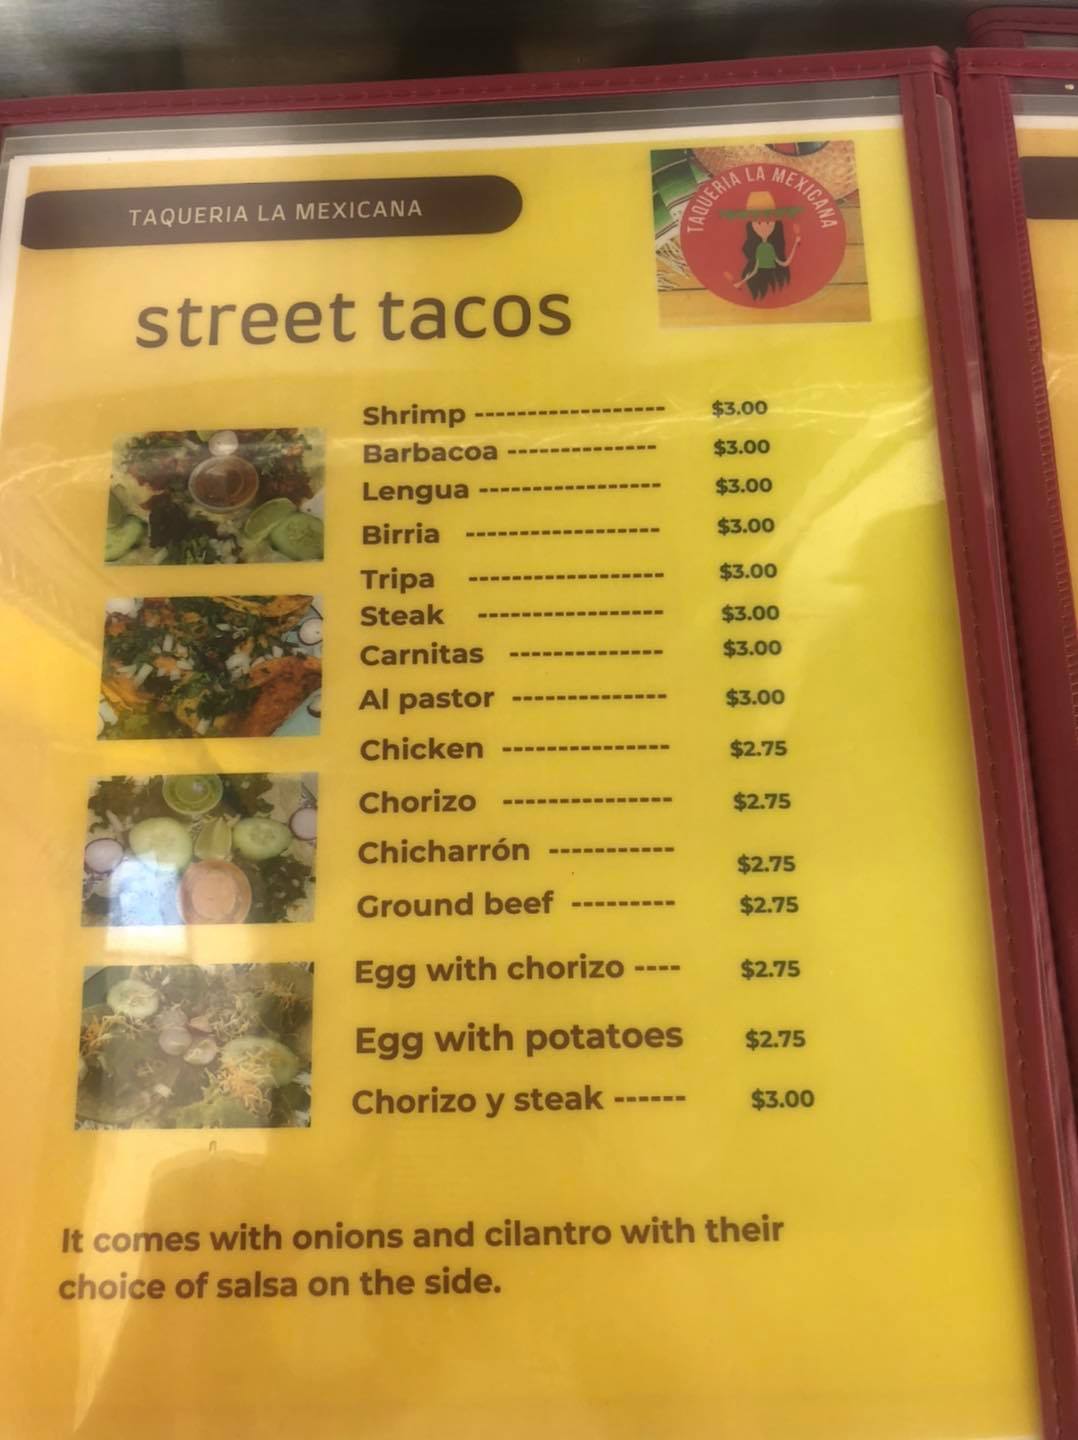 TAQUERIA LA MEXICANA
TAQUERIA LA MEXICANA
street tacos
Shrimp ------------------ $3.00
Barbacoa -------------- $3.00
Lengua ----------------- $3.00
Birria ------------------ $3.00
Tripa ------------------ $3.00
Steak ----------------- $3.00
Carnitas -------------- $3.00
Al pastor -------------- $3.00
Chicken --------------- $2.75
Chorizo --------------- $2.75
Chicharrón ----------- $2.75
Ground beef --------- $2.75
Egg with chorizo ---- $2.75
Egg with potatoes $2.75
Chorizo y steak ------ $3.00
It comes with onions and cilantro with their
choice of salsa on the side.